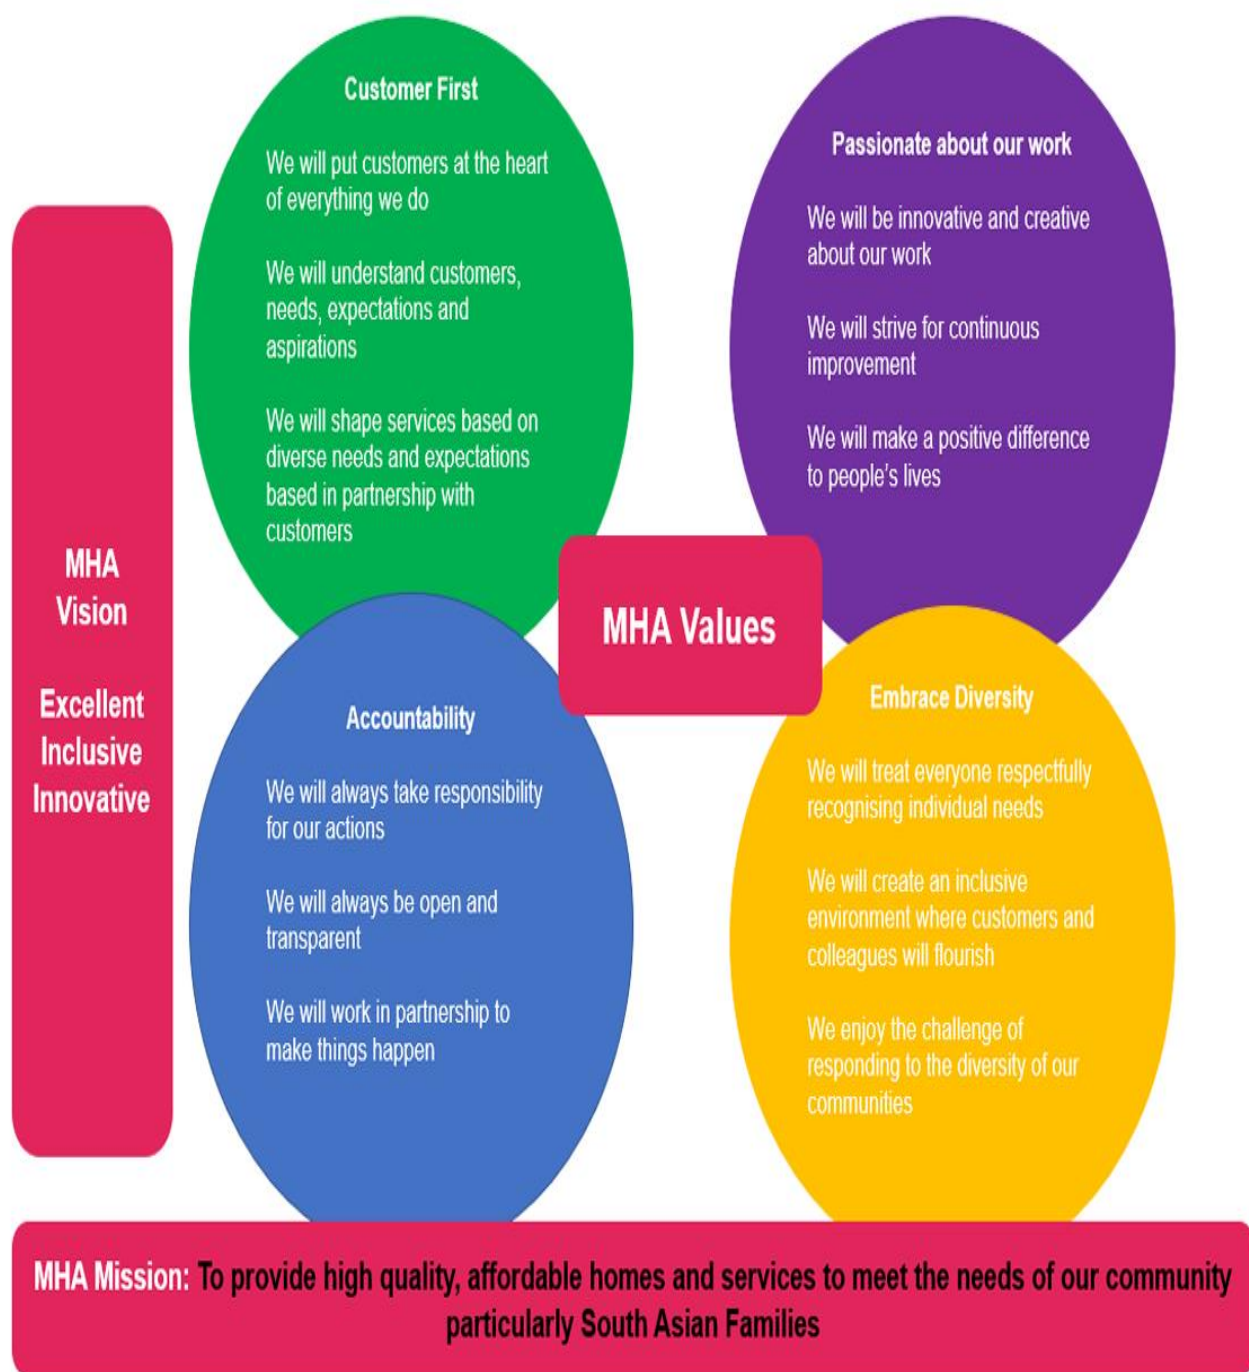 MHA
Vision
Excellent
Inclusive
Innovative
Customer First
We will put customers at the heart
of everything we do
We will understand customers,
needs, expectations and
aspirations
We will shape services based on
diverse needs and expectations
based in partnership with
customers
Passionate about our work
We will be innovative and creative
about our work
We will strive for continuous
improvement
We will make a positive difference
to people’s lives
MHA Values
Accountability
We will always take responsibility
for our actions
We will always be open and
transparent
We will work in partnership to
make things happen
Embrace Diversity
We will treat everyone respectfully
recognising individual needs
We will create an inclusive
environment where customers and
colleagues will flourish
We enjoy the challenge of
responding to the diversity of our
communities
MHA Mission: To provide high quality, affordable homes and services to meet the needs of our community
particularly South Asian Families